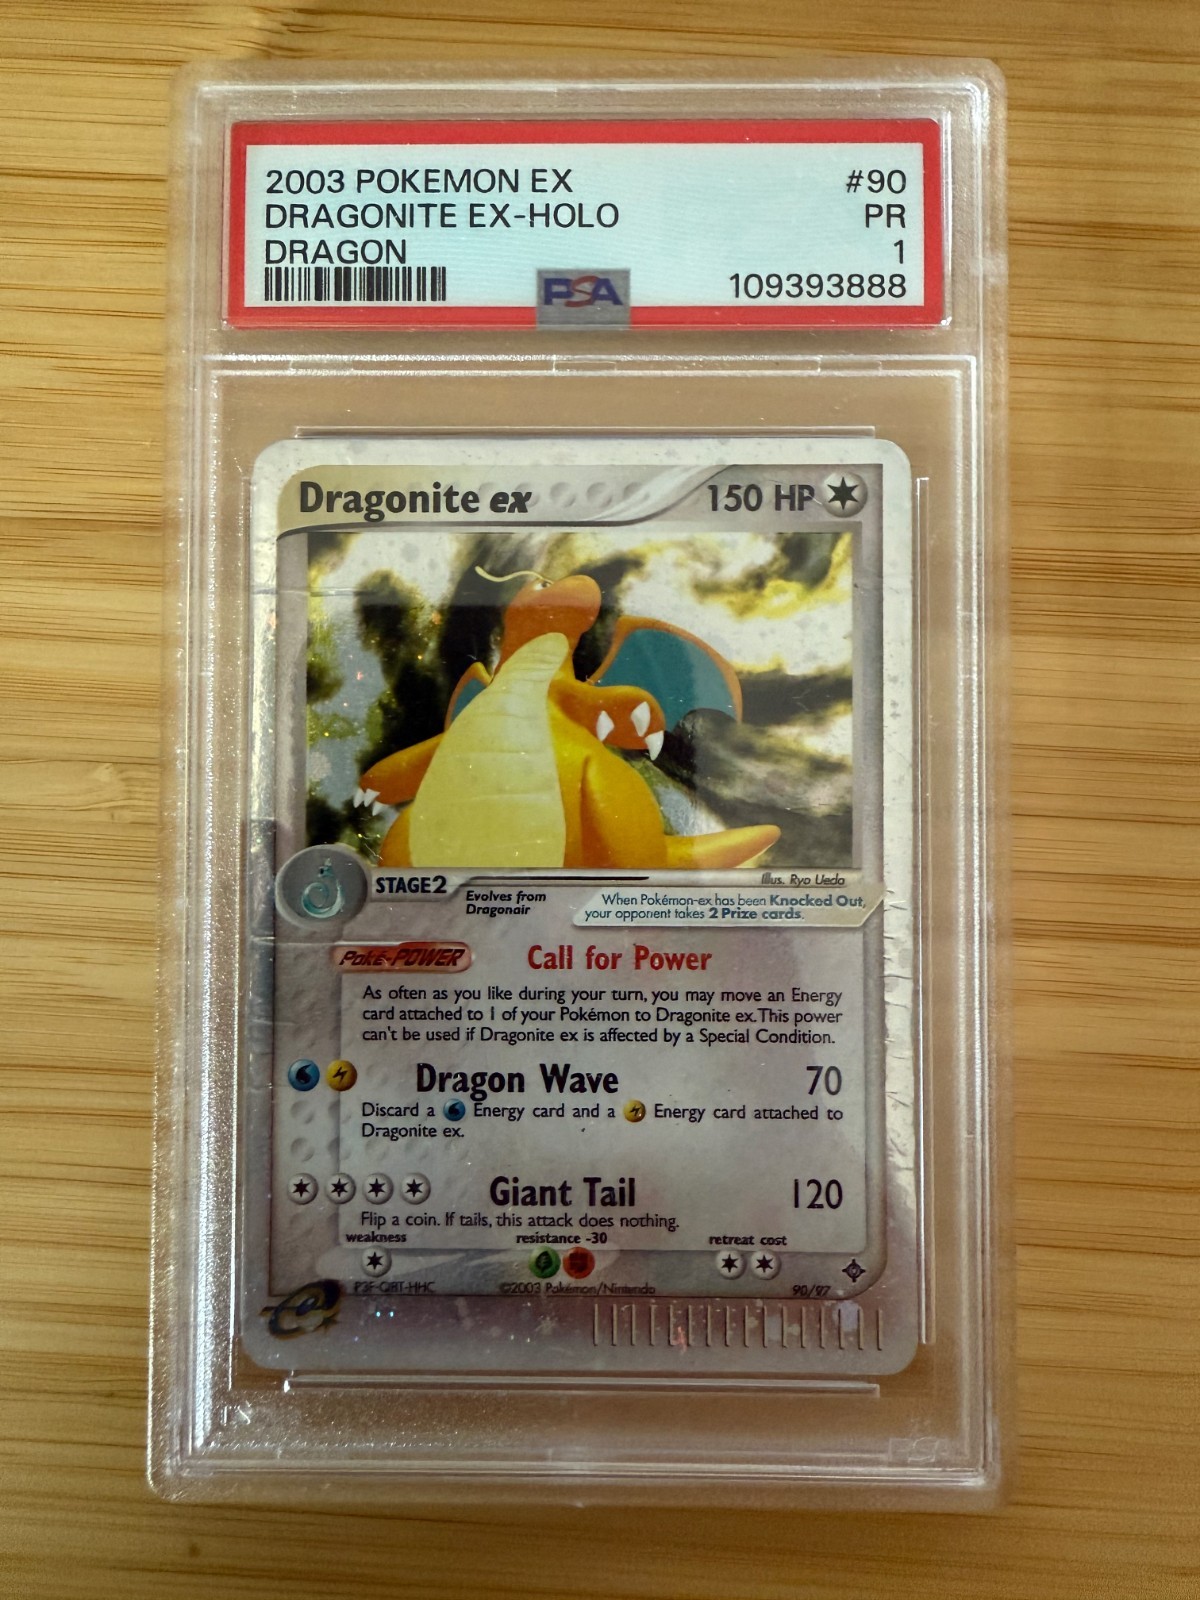 2003 POKEMON EX #90
DRAGONITE EX-HOLO PR
DRAGON 1
PSA 109393888
Dragonite ex 150 HP
Illus. Ryo Ueda
STAGE2
Evolves from
Dragonair
When Pokémon-ex has been Knocked Out,
your opponent takes 2 Prize cards.
Poké-POWER Call for Power
As often as you like during your turn, you may move an Energy
card attached to 1 of your Pokémon to Dragonite ex. This power
can't be used if Dragonite ex is affected by a Special Condition.
Dragon Wave 70
Discard a Energy card and a Energy card attached to
Dragonite ex.
Giant Tail 120
Flip a coin. If tails, this attack does nothing.
weakness resistance -30 retreat cost
©2003 Pokémon/Nintendo 90/97